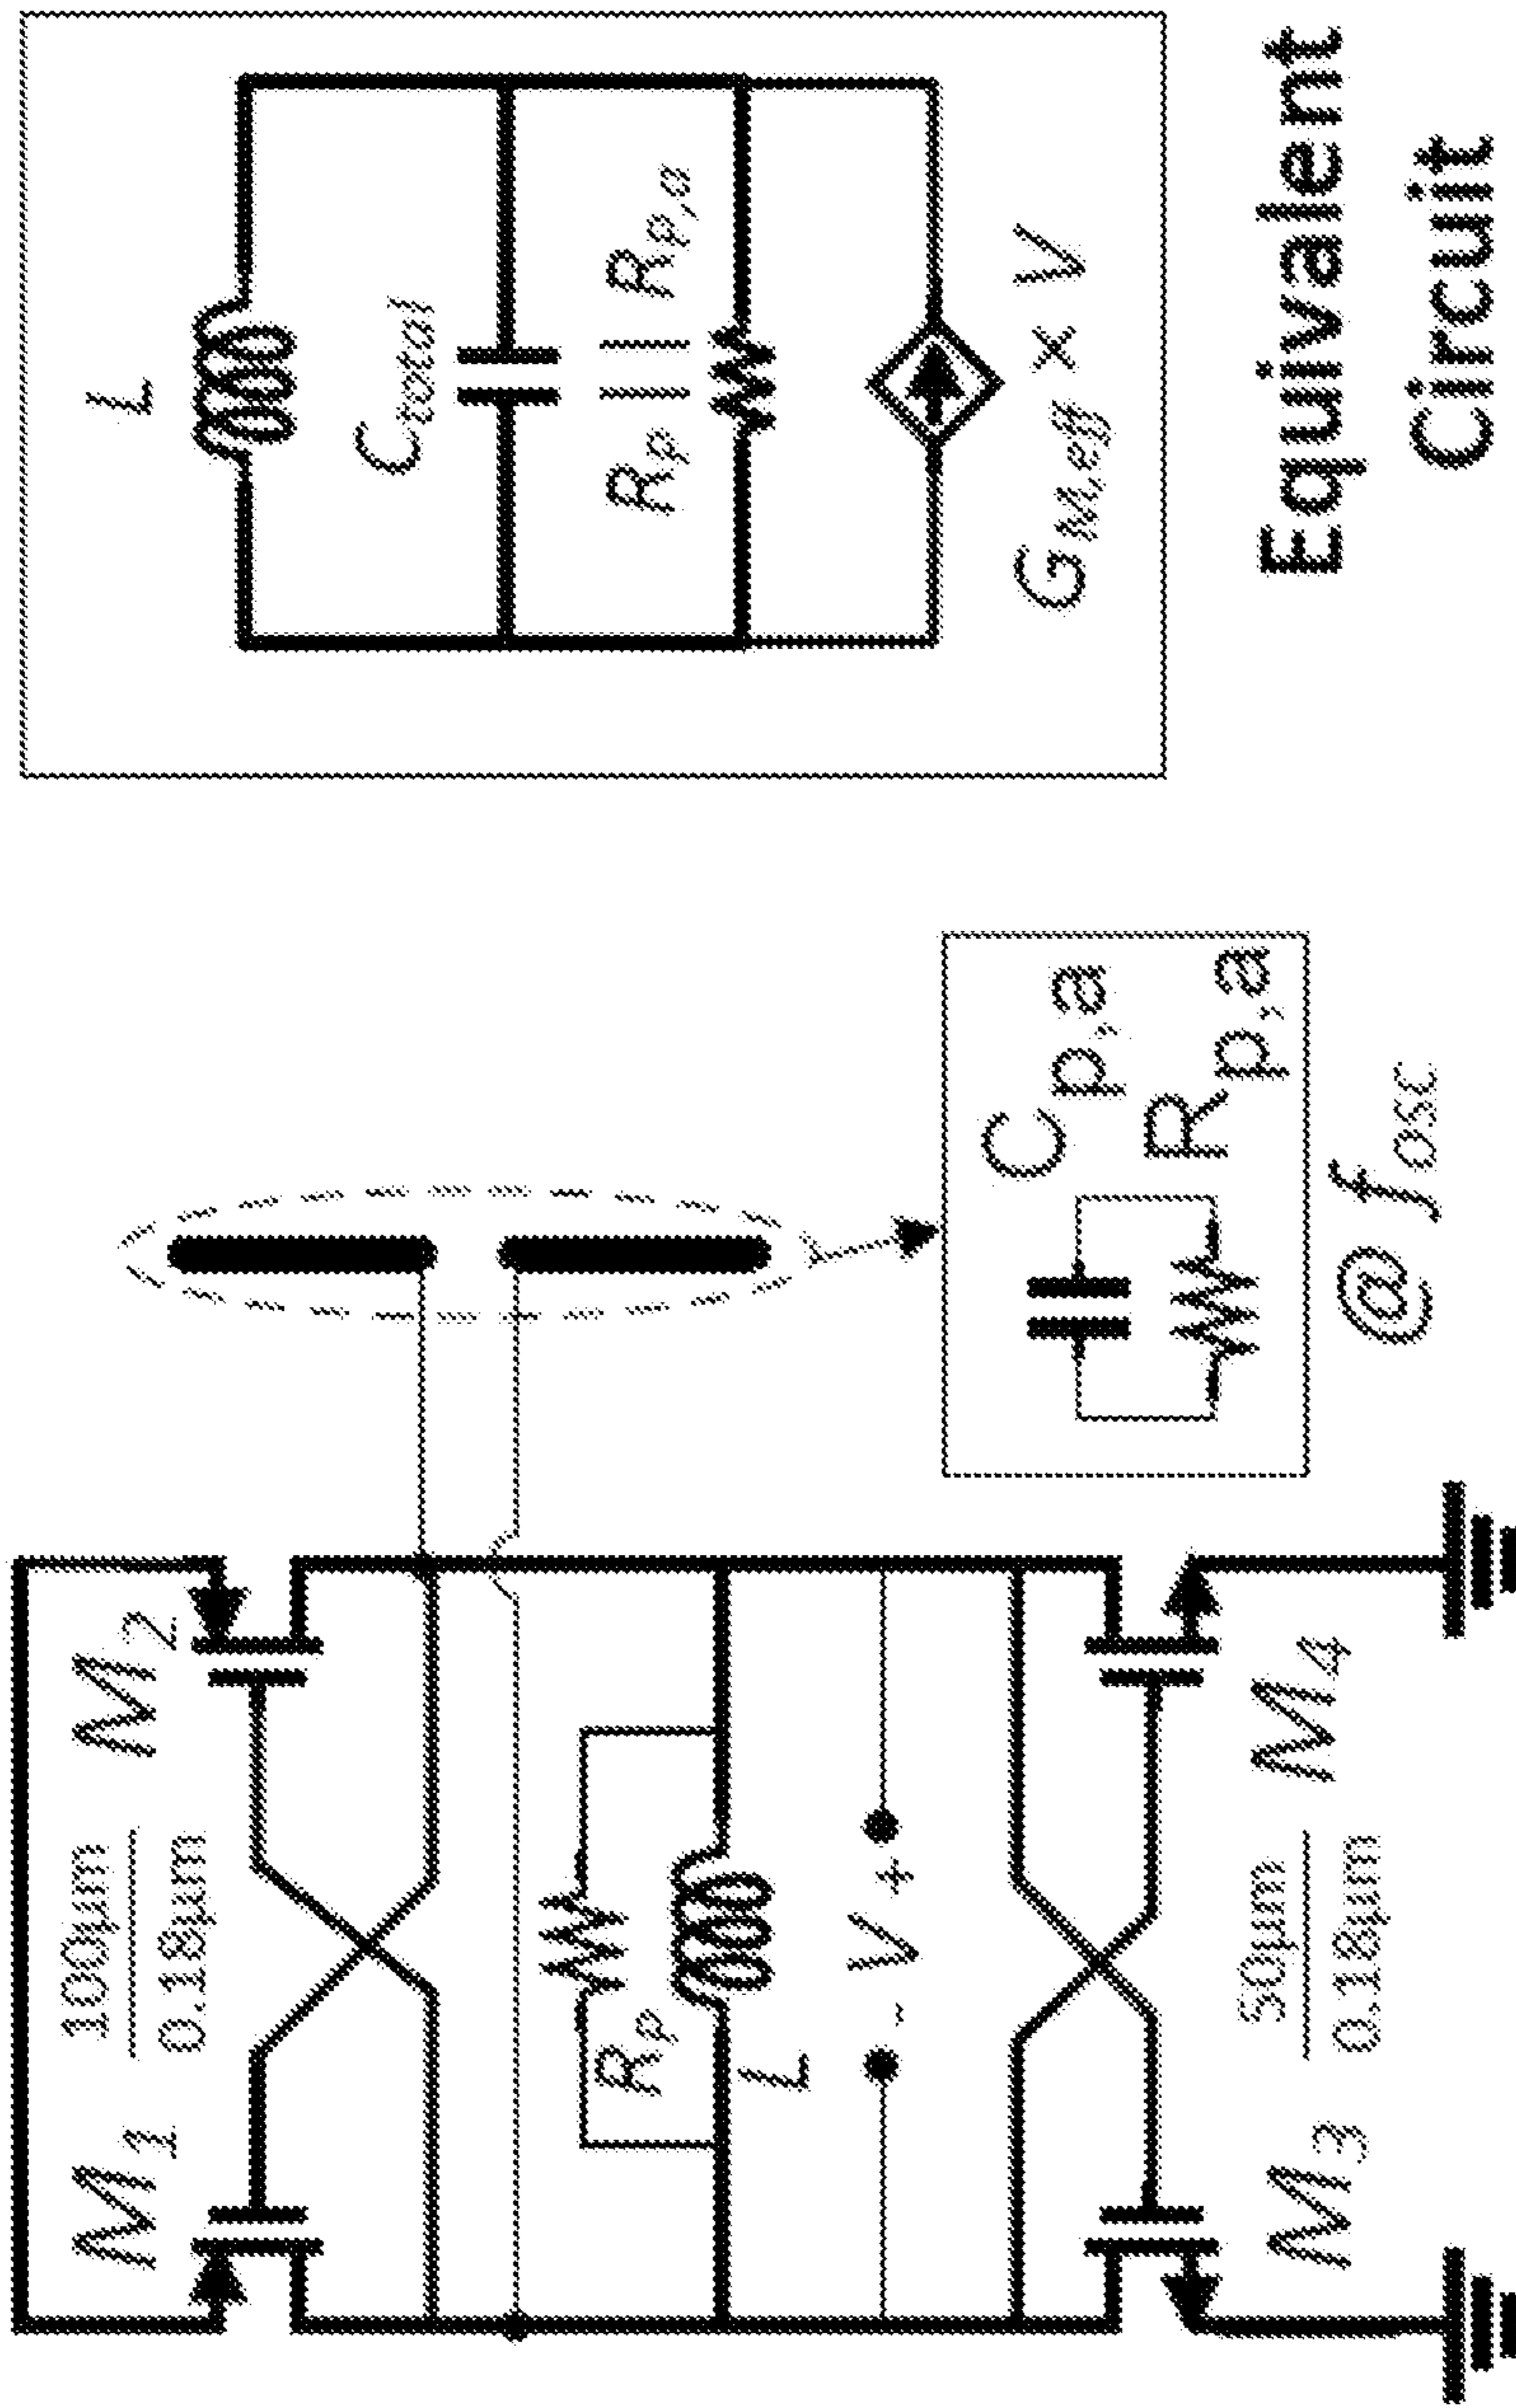 M1
100µm
0.18µm
M2
Rp
L
- V +
M3
50µm
0.18µm
M4
Cp,a
Rp,a
@ fosc
L
Ctotal
Rp || Rp,a
GM,eff × V
Equivalent
Circuit